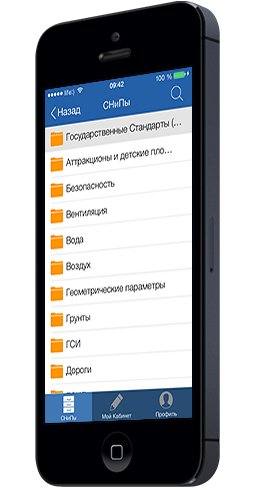 life:) 09:42 100 %
Назад СНиПы
Государственные Стандарты (...
Аттракционы и детские пло...
Безопасность
Вентиляция
Вода
Воздух
Геометрические параметры
Грунты
ГСИ
Дороги
СНиПы Мой Кабинет Профиль